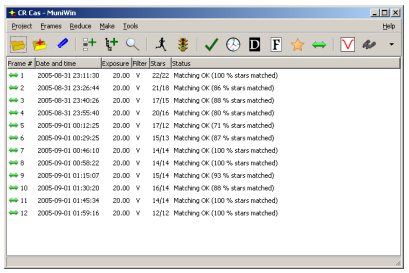 CR Cas - MuniWin
Project Frames Reduce Make Tools Help
D F
Frame # Date and time Exposure Filter Stars Status
1 2005-08-31 23:11:30 20.00 V 22/22 Matching OK (100 % stars matched)
2 2005-08-31 23:26:44 20.00 V 21/18 Matching OK (86 % stars matched)
3 2005-08-31 23:40:26 20.00 V 17/15 Matching OK (88 % stars matched)
4 2005-08-31 23:55:40 20.00 V 20/16 Matching OK (80 % stars matched)
5 2005-09-01 00:12:25 20.00 V 17/12 Matching OK (71 % stars matched)
6 2005-09-01 00:29:25 20.00 V 15/13 Matching OK (87 % stars matched)
7 2005-09-01 00:46:10 20.00 V 14/14 Matching OK (100 % stars matched)
8 2005-09-01 00:58:22 20.00 V 14/14 Matching OK (100 % stars matched)
9 2005-09-01 01:15:07 20.00 V 15/14 Matching OK (93 % stars matched)
10 2005-09-01 01:30:20 20.00 V 16/14 Matching OK (88 % stars matched)
11 2005-09-01 01:45:34 20.00 V 14/14 Matching OK (100 % stars matched)
12 2005-09-01 01:59:16 20.00 V 12/12 Matching OK (100 % stars matched)